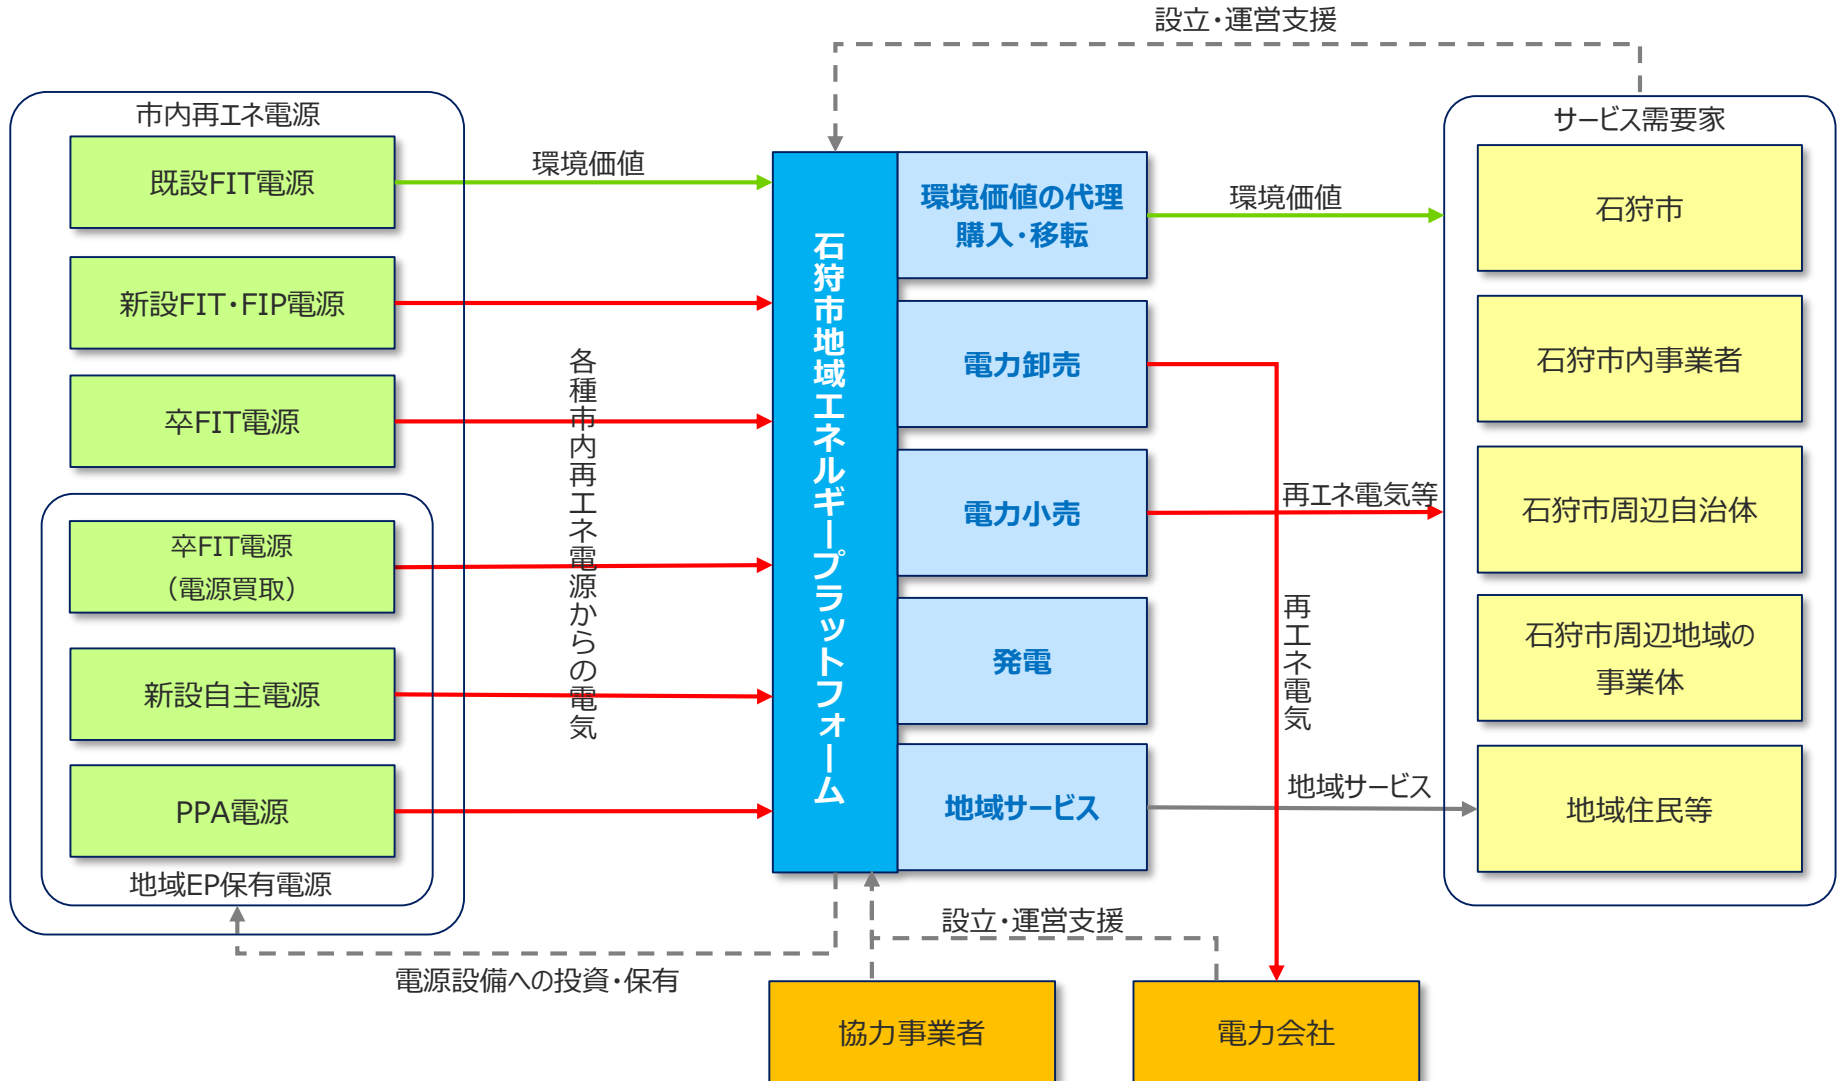 設立・運営支援
市内再エネ電源
既設FIT電源
新設FIT・FIP電源
卒FIT電源
卒FIT電源
（電源買取）
新設自主電源
PPA電源
地域EP保有電源
環境価値
各種市内再エネ電源からの電気
電源設備への投資・保有
石狩市地域エネルギープラットフォーム
環境価値の代理
購入・移転
電力卸売
電力小売
発電
地域サービス
環境価値
再エネ電気等
再エネ電気
地域サービス
サービス需要家
石狩市
石狩市内事業者
石狩市周辺自治体
石狩市周辺地域の
事業体
地域住民等
設立・運営支援
協力事業者
電力会社